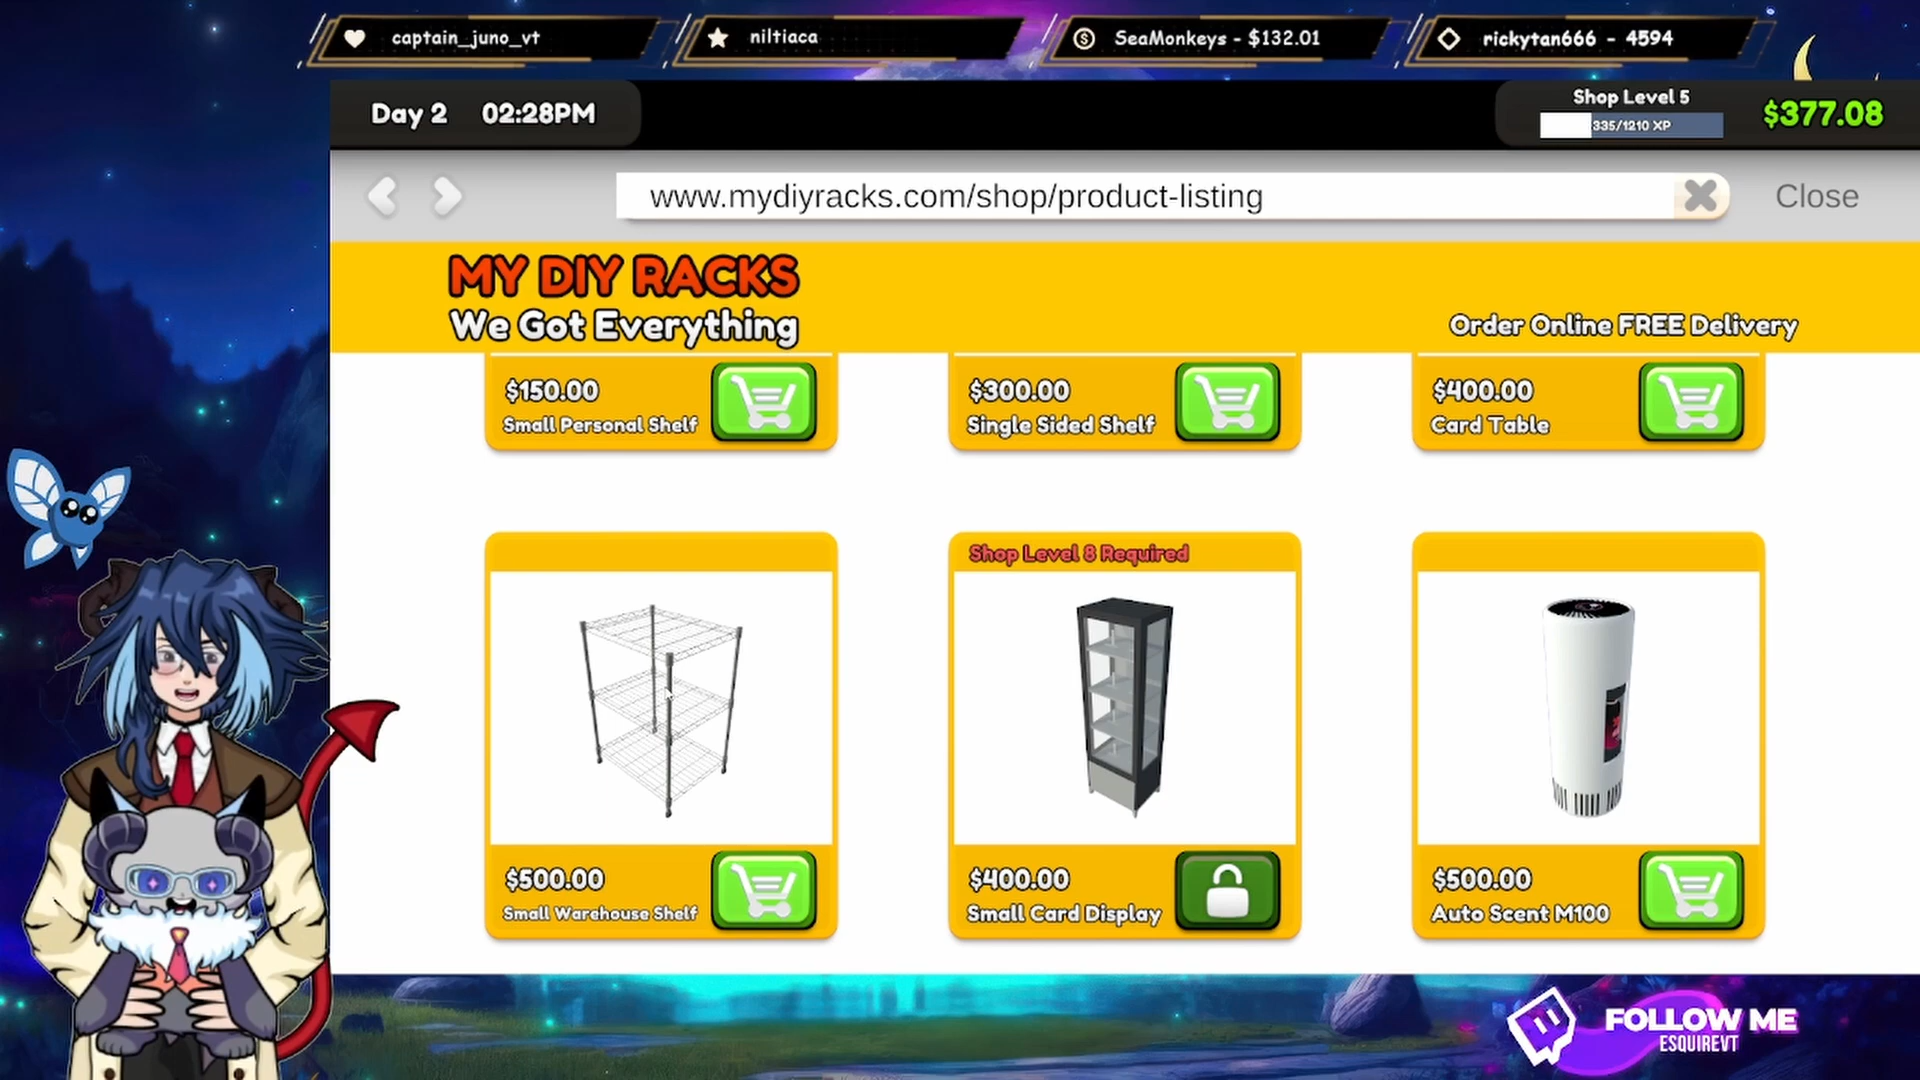 captain_juno_vt
niltiaca
SeaMonkeys - $132.01
rickytan666 - 4594
Day 2 02:28PM
Shop Level 5
335/1210 XP
$377.08
www.mydiyracks.com/shop/product-listing
Close
MY DIY RACKS
We Got Everything
Order Online FREE Delivery
$150.00
Small Personal Shelf
$300.00
Single Sided Shelf
$400.00
Card Table
Shop Level 8 Required
$500.00
Small Warehouse Shelf
$400.00
Small Card Display
$500.00
Auto Scent M100
FOLLOW ME
ESQUIREVT